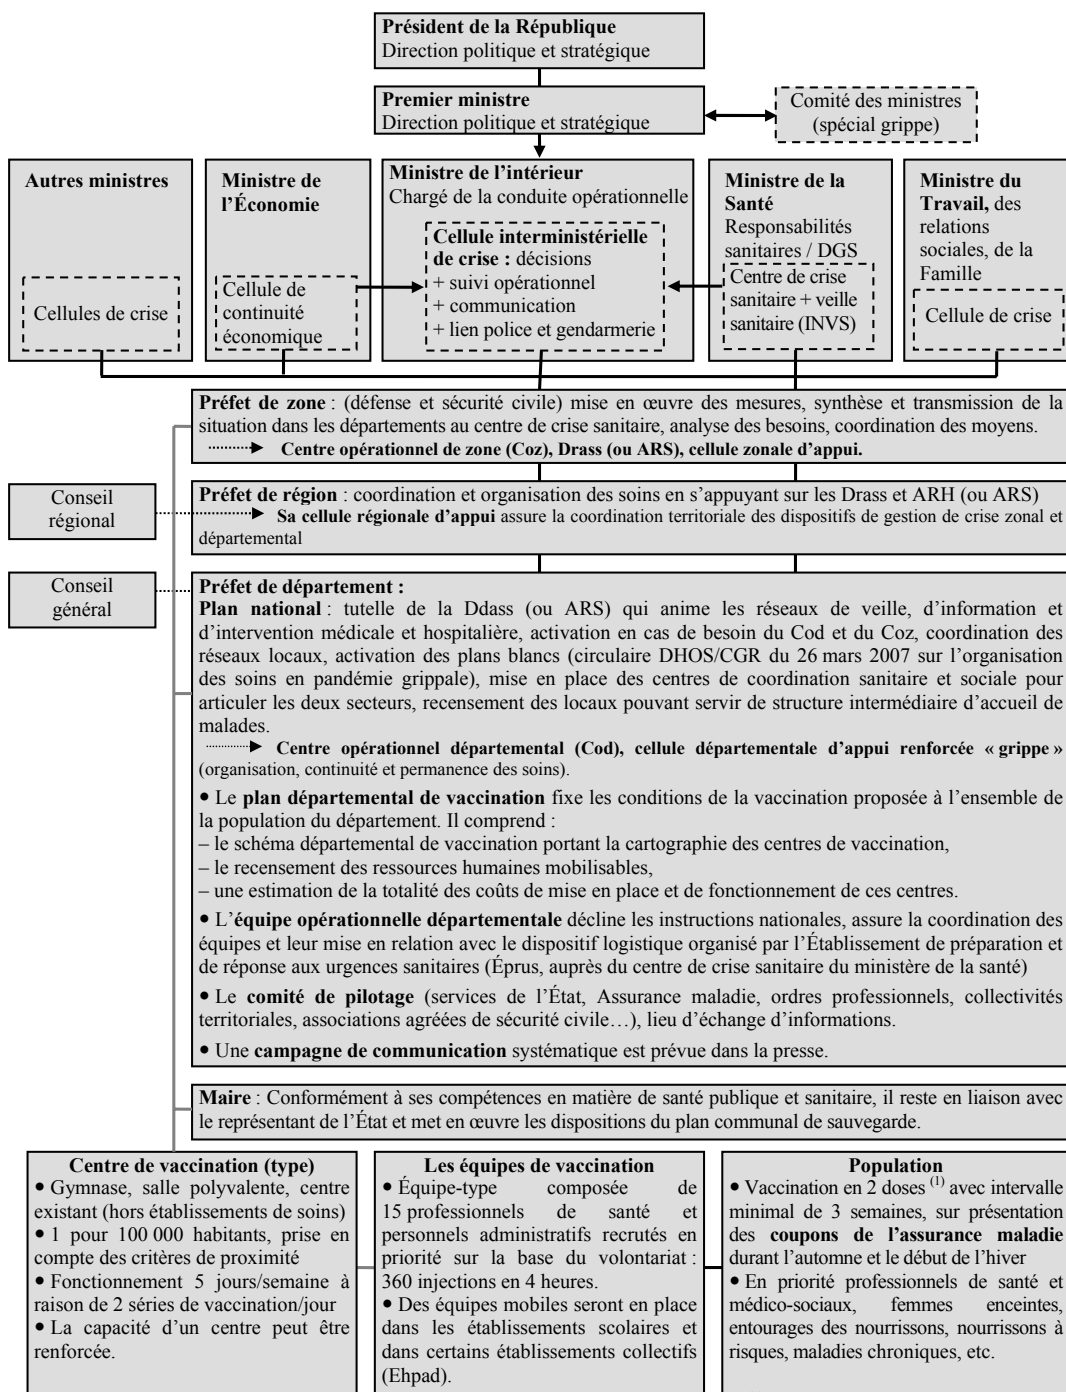 Président de la République
Direction politique et stratégique
Premier ministre
Direction politique et stratégique
Comité des ministres
(spécial grippe)
Autres ministres
Cellules de crise
Ministre de
l’Économie
Cellule de
continuité
économique
Ministre de l’intérieur
Chargé de la conduite opérationnelle
Cellule interministérielle
de crise : décisions
+ suivi opérationnel
+ communication
+ lien police et gendarmerie
Ministre de la
Santé
Responsabilités
sanitaires / DGS
Centre de crise
sanitaire + veille
sanitaire (INVS)
Ministre du
Travail, des
relations
sociales, de la
Famille
Cellule de crise
Préfet de zone : (défense et sécurité civile) mise en œuvre des mesures, synthèse et transmission de la
situation dans les départements au centre de crise sanitaire, analyse des besoins, coordination des moyens.
Centre opérationnel de zone (Coz), Drass (ou ARS), cellule zonale d’appui.
Conseil
régional
Préfet de région : coordination et organisation des soins en s’appuyant sur les Drass et ARH (ou ARS)
Sa cellule régionale d’appui assure la coordination territoriale des dispositifs de gestion de crise zonal et
départemental
Conseil
général
Préfet de département :
Plan national : tutelle de la Ddass (ou ARS) qui anime les réseaux de veille, d’information et
d’intervention médicale et hospitalière, activation en cas de besoin du Cod et du Coz, coordination des
réseaux locaux, activation des plans blancs (circulaire DHOS/CGR du 26 mars 2007 sur l’organisation
des soins en pandémie grippale), mise en place des centres de coordination sanitaire et sociale pour
articuler les deux secteurs, recensement des locaux pouvant servir de structure intermédiaire d’accueil de
malades.
Centre opérationnel départemental (Cod), cellule départementale d’appui renforcée « grippe »
(organisation, continuité et permanence des soins).
• Le plan départemental de vaccination fixe les conditions de la vaccination proposée à l’ensemble de
la population du département. Il comprend :
– le schéma départemental de vaccination portant la cartographie des centres de vaccination,
– le recensement des ressources humaines mobilisables,
– une estimation de la totalité des coûts de mise en place et de fonctionnement de ces centres.
• L’équipe opérationnelle départementale décline les instructions nationales, assure la coordination des
équipes et leur mise en relation avec le dispositif logistique organisé par l’Établissement de préparation et
de réponse aux urgences sanitaires (Éprus, auprès du centre de crise sanitaire du ministère de la santé)
• Le comité de pilotage (services de l’État, Assurance maladie, ordres professionnels, collectivités
territoriales, associations agréées de sécurité civile…), lieu d’échange d’informations.
• Une campagne de communication systématique est prévue dans la presse.
Maire : Conformément à ses compétences en matière de santé publique et sanitaire, il reste en liaison avec
le représentant de l’État et met en œuvre les dispositions du plan communal de sauvegarde.
Centre de vaccination (type)
• Gymnase, salle polyvalente, centre
existant (hors établissements de soins)
• 1 pour 100 000 habitants, prise en
compte des critères de proximité
• Fonctionnement 5 jours/semaine à
raison de 2 séries de vaccination/jour
• La capacité d’un centre peut être
renforcée.
Les équipes de vaccination
• Équipe-type composée de
15 professionnels de santé et
personnels administratifs recrutés en
priorité sur la base du volontariat :
360 injections en 4 heures.
• Des équipes mobiles seront en place
dans les établissements scolaires et
dans certains établissements collectifs
(Ehpad).
Population
• Vaccination en 2 doses (1) avec intervalle
minimal de 3 semaines, sur présentation
des coupons de l’assurance maladie
durant l’automne et le début de l’hiver
• En priorité professionnels de santé et
médico-sociaux, femmes enceintes,
entourages des nourrissons, nourrissons à
risques, maladies chroniques, etc.